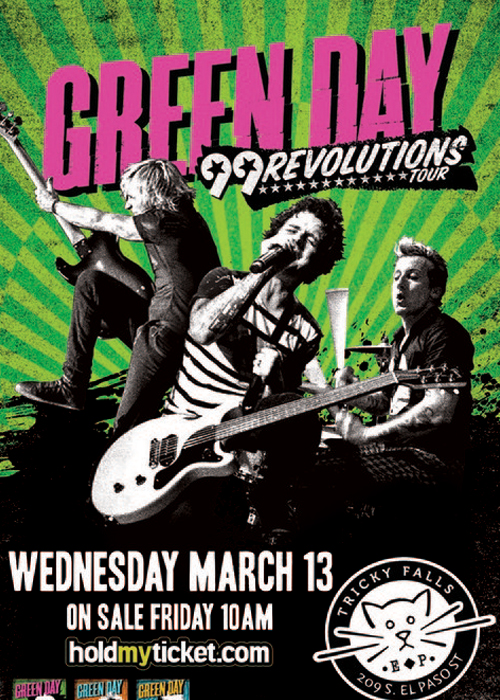 GREEN DAY
99 REVOLUTIONS
TOUR
WEDNESDAY MARCH 13
ON SALE FRIDAY 10AM
holdmyticket.com
TRICKY FALLS
E P
209 S. EL PASO ST
GREEN DAY
GREEN DAY
GREEN DAY